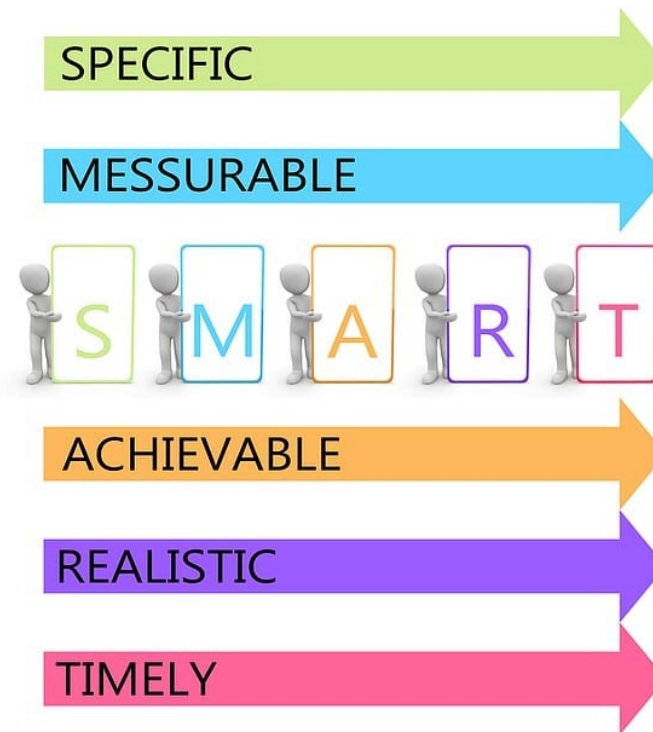 SPECIFIC
MESSURABLE
S M A R T
ACHIEVABLE
REALISTIC
TIMELY